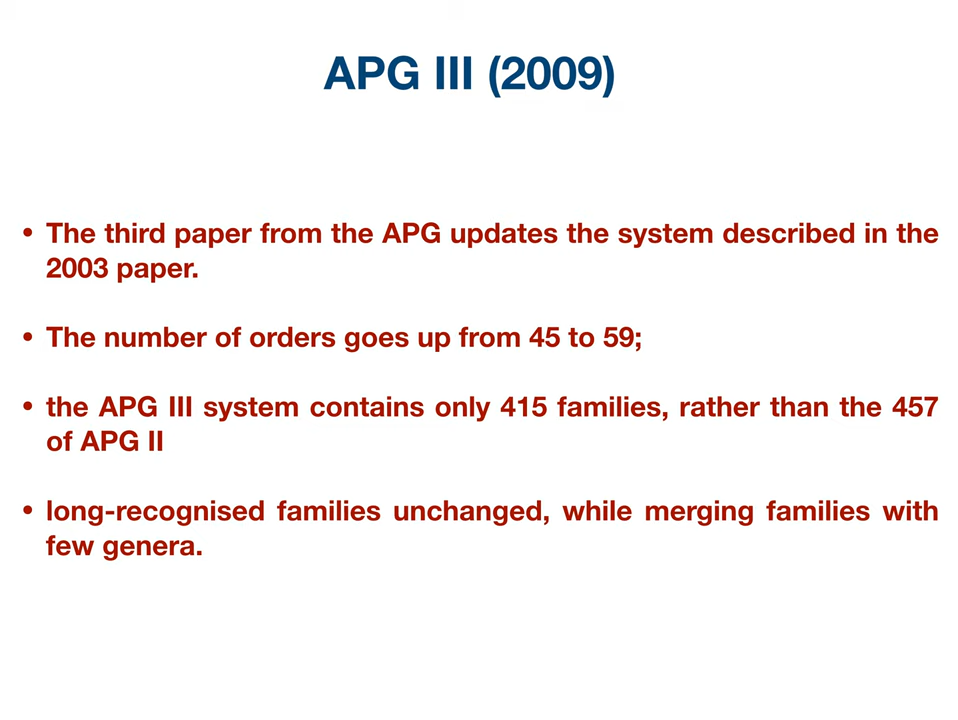 APG III (2009)
• The third paper from the APG updates the system described in the
2003 paper.
• The number of orders goes up from 45 to 59;
• the APG III system contains only 415 families, rather than the 457
of APG II
• long-recognised families unchanged, while merging families with
few genera.